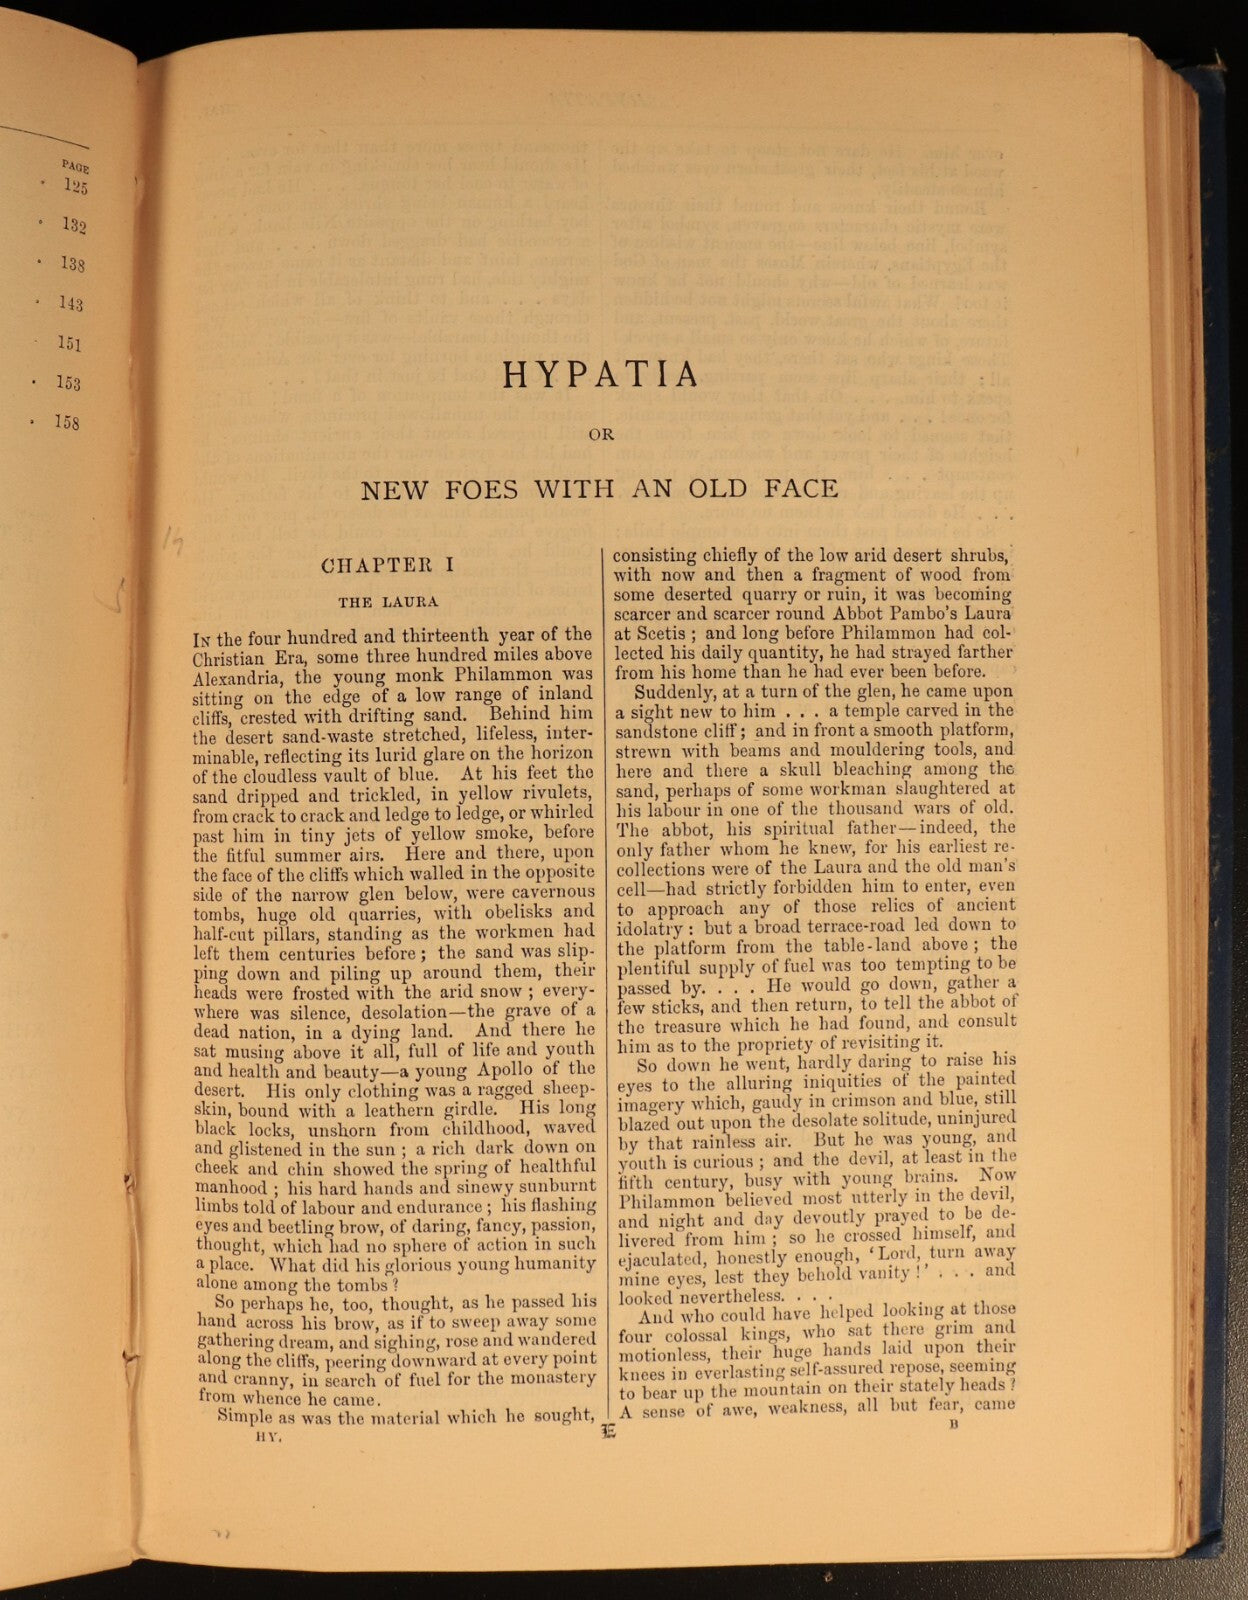 PAGE
125
132
138
143
151
153
158
HYPATIA
OR
NEW FOES WITH AN OLD FACE
CHAPTER I
THE LAURA
IN the four hundred and thirteenth year of the
Christian Era, some three hundred miles above
Alexandria, the young monk Philammon was
sitting on the edge of a low range of inland
cliffs, crested with drifting sand. Behind him
the desert sand-waste stretched, lifeless, inter-
minable, reflecting its lurid glare on the horizon
of the cloudless vault of blue. At his feet the
sand dripped and trickled, in yellow rivulets,
from crack to crack and ledge to ledge, or whirled
past him in tiny jets of yellow smoke, before
the fitful summer airs. Here and there, upon
the face of the cliffs which walled in the opposite
side of the narrow glen below, were cavernous
tombs, huge old quarries, with obelisks and
half-cut pillars, standing as the workmen had
left them centuries before; the sand was slip-
ping down and piling up around them, their
heads were frosted with the arid snow; every-
where was silence, desolation—the grave of a
dead nation, in a dying land. And there he
sat musing above it all, full of life and youth
and health and beauty—a young Apollo of the
desert. His only clothing was a ragged sheep-
skin, bound with a leathern girdle. His long
black locks, unshorn from childhood, waved
and glistened in the sun; a rich dark down on
cheek and chin showed the spring of healthful
manhood; his hard hands and sinewy sunburnt
limbs told of labour and endurance; his flashing
eyes and beetling brow, of daring, fancy, passion,
thought, which had no sphere of action in such
a place. What did his glorious young humanity
alone among the tombs?
So perhaps he, too, thought, as he passed his
hand across his brow, as if to sweep away some
gathering dream, and sighing, rose and wandered
along the cliffs, peering downward at every point
and cranny, in search of fuel for the monastery
from whence he came.
Simple as was the material which he sought,
HY.
consisting chiefly of the low arid desert shrubs,
with now and then a fragment of wood from
some deserted quarry or ruin, it was becoming
scarcer and scarcer round Abbot Pambo's Laura
at Scetis; and long before Philammon had col-
lected his daily quantity, he had strayed farther
from his home than he had ever been before.
Suddenly, at a turn of the glen, he came upon
a sight new to him . . . a temple carved in the
sandstone cliff; and in front a smooth platform,
strewn with beams and mouldering tools, and
here and there a skull bleaching among the
sand, perhaps of some workman slaughtered at
his labour in one of the thousand wars of old.
The abbot, his spiritual father—indeed, the
only father whom he knew, for his earliest re-
collections were of the Laura and the old man's
cell—had strictly forbidden him to enter, even
to approach any of those relics of ancient
idolatry: but a broad terrace-road led down to
the platform from the table-land above; the
plentiful supply of fuel was too tempting to be
passed by. . . . He would go down, gather a
few sticks, and then return, to tell the abbot of
the treasure which he had found, and consult
him as to the propriety of revisiting it.
So down he went, hardly daring to raise his
eyes to the alluring iniquities of the painted
imagery which, gaudy in crimson and blue, still
blazed out upon the desolate solitude, uninjured
by that rainless air. But he was young, and
youth is curious; and the devil, at least in the
fifth century, busy with young brains. Now
Philammon believed most utterly in the devil,
and night and day devoutly prayed to be de-
livered from him; so he crossed himself, and
ejaculated, honestly enough, 'Lord, turn away
mine eyes, lest they behold vanity!' . . . and
looked nevertheless. . . .
And who could have helped looking at those
four colossal kings, who sat there grim and
motionless, their huge hands laid upon their
knees in everlasting self-assured repose, seeming
to bear up the mountain on their stately heads?
A sense of awe, weakness, all but fear, came
E
B